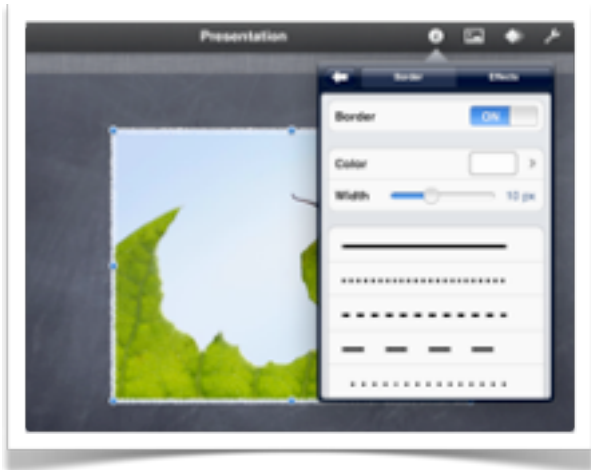 Presentation
Border Effects
Border ON
Color
Width 10 px